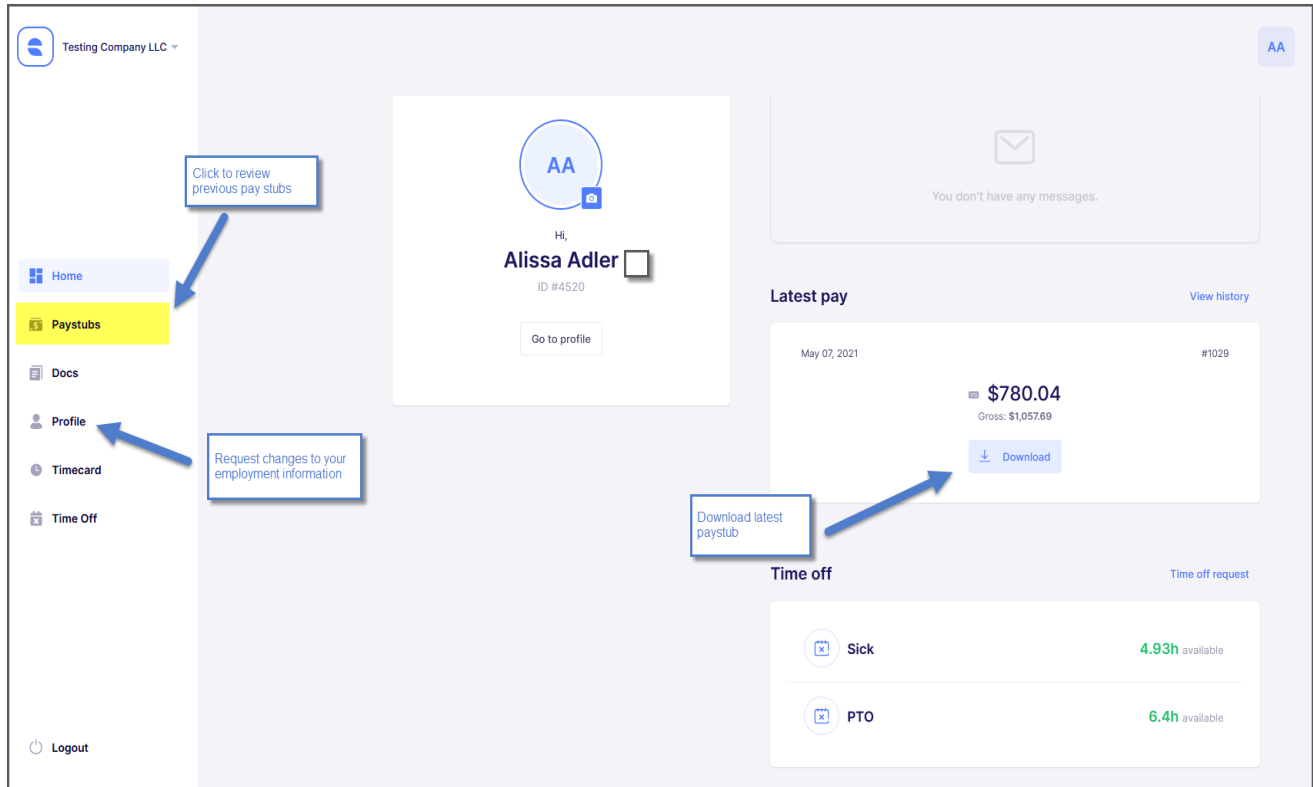 Testing Company LLC
AA
Click to review
previous pay stubs
Home
Paystubs
Docs
Profile
Timecard
Time Off
Request changes to your
employment information
Logout
AA
Hi,
Alissa Adler
ID #4520
Go to profile
You don't have any messages.
Latest pay
View history
May 07, 2021
#1029
$780.04
Gross: $1,057.69
Download
Download latest
paystub
Time off
Time off request
Sick
4.93h available
PTO
6.4h available